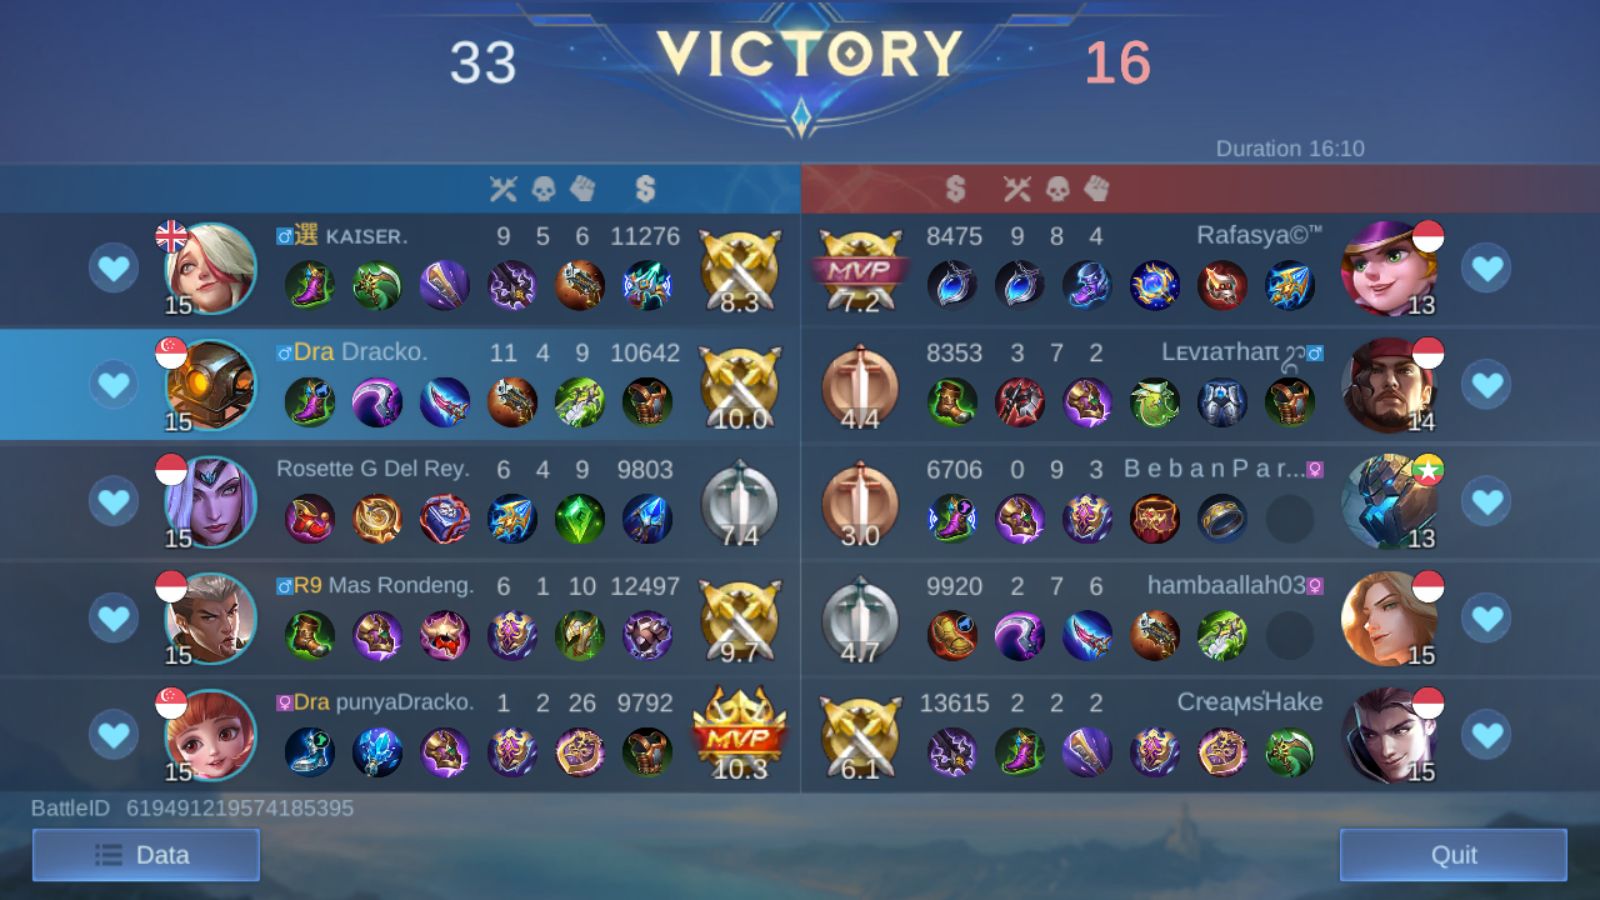 33 VICTORY 16
Duration 16:10
選 KAISER. 9 5 6 11276
15 8.3
MVP 7.2
8475 9 8 4 Rafasya©™
13
Dra Dracko. 11 4 9 10642
15 10.0
4.4
8353 3 7 2
14
Rosette G Del Rey. 6 4 9 9803
15 7.4
3.0
6706 0 9 3 B e b a n P a r...
13
R9 Mas Rondeng. 6 1 10 12497
15 9.7
4.7
9920 2 7 6 hambaallah03
15
Dra punyaDracko. 1 2 26 9792
15 MVP 10.3
6.1
13615 2 2 2 CreaмsHake
15
BattleID 619491219574185395
Data
Quit